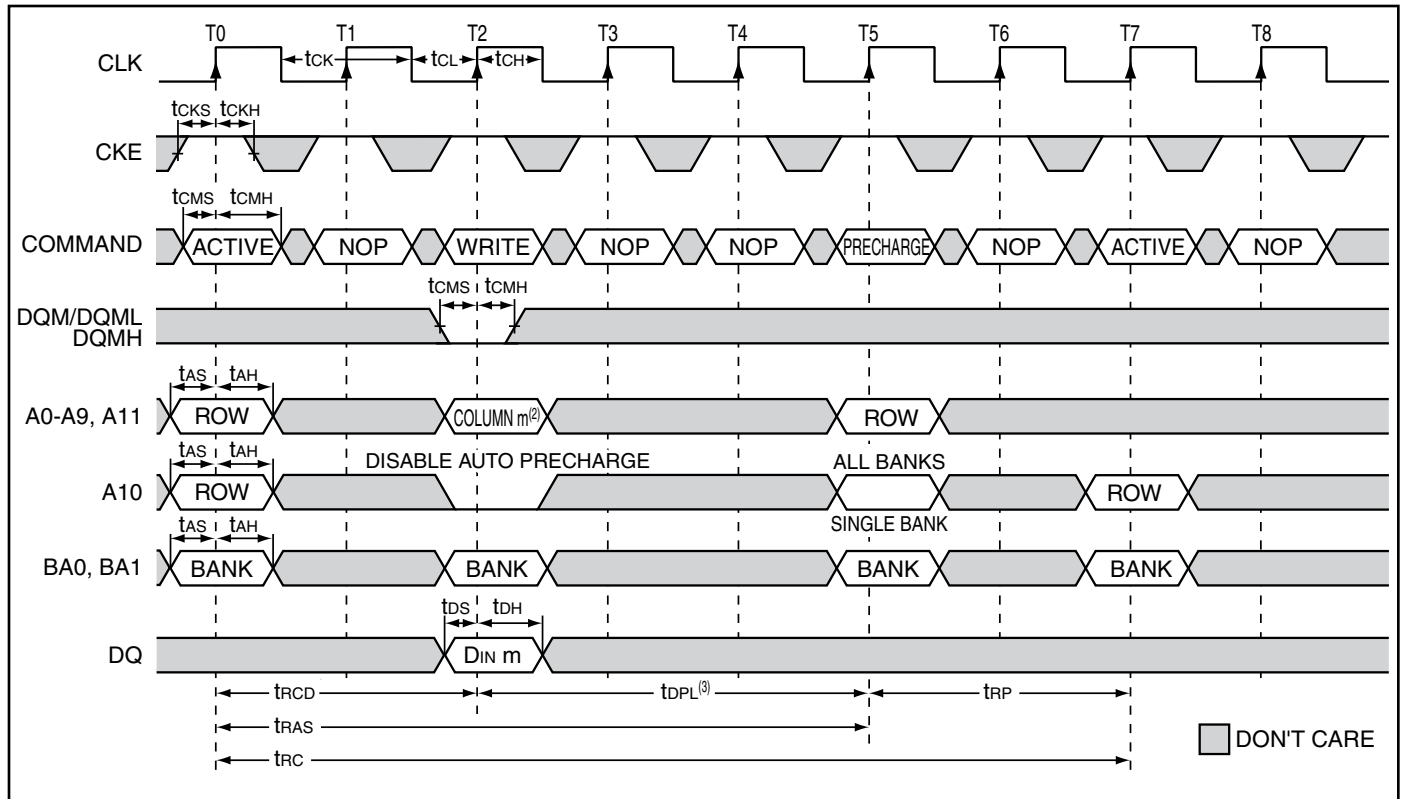 T0 T1 T2 T3 T4 T5 T6 T7 T8
CLK tCK tCL tCH
tCKS tCKH
CKE
tCMS tCMH
COMMAND ACTIVE NOP WRITE NOP NOP PRECHARGE NOP ACTIVE NOP
tCMS tCMH
DQM/DQML
DQMH
tAS tAH
A0-A9, A11 ROW COLUMN m(2) ROW
tAS tAH DISABLE AUTO PRECHARGE ALL BANKS
A10 ROW ROW
tAS tAH SINGLE BANK
BA0, BA1 BANK BANK BANK BANK
tDS tDH
DQ DIN m
tRCD tDPL(3) tRP
tRAS
tRC
DON'T CARE